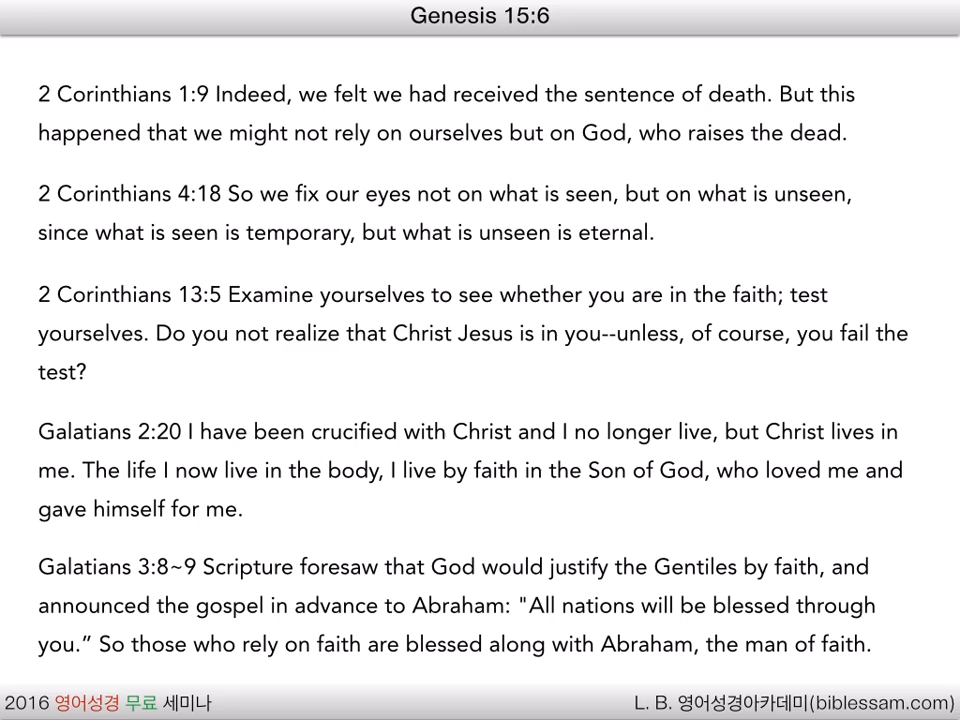 Genesis 15:6
2 Corinthians 1:9 Indeed, we felt we had received the sentence of death. But this
happened that we might not rely on ourselves but on God, who raises the dead.
2 Corinthians 4:18 So we fix our eyes not on what is seen, but on what is unseen,
since what is seen is temporary, but what is unseen is eternal.
2 Corinthians 13:5 Examine yourselves to see whether you are in the faith; test
yourselves. Do you not realize that Christ Jesus is in you--unless, of course, you fail the
test?
Galatians 2:20 I have been crucified with Christ and I no longer live, but Christ lives in
me. The life I now live in the body, I live by faith in the Son of God, who loved me and
gave himself for me.
Galatians 3:8~9 Scripture foresaw that God would justify the Gentiles by faith, and
announced the gospel in advance to Abraham: "All nations will be blessed through
you.” So those who rely on faith are blessed along with Abraham, the man of faith.
2016 영어성경 무료 세미나
L. B. 영어성경아카데미(biblessam.com)